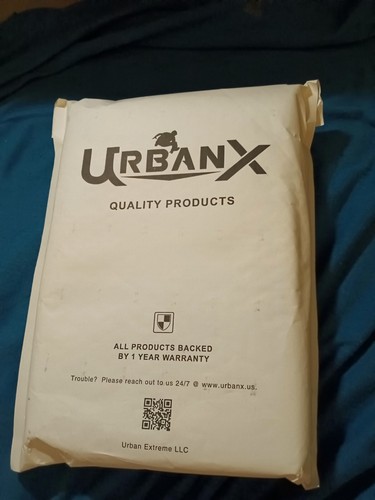 URBANX
QUALITY PRODUCTS
ALL PRODUCTS BACKED
BY 1 YEAR WARRANTY
Trouble? Please reach out to us 24/7 @ www.urbanx.us
Urban Extreme LLC